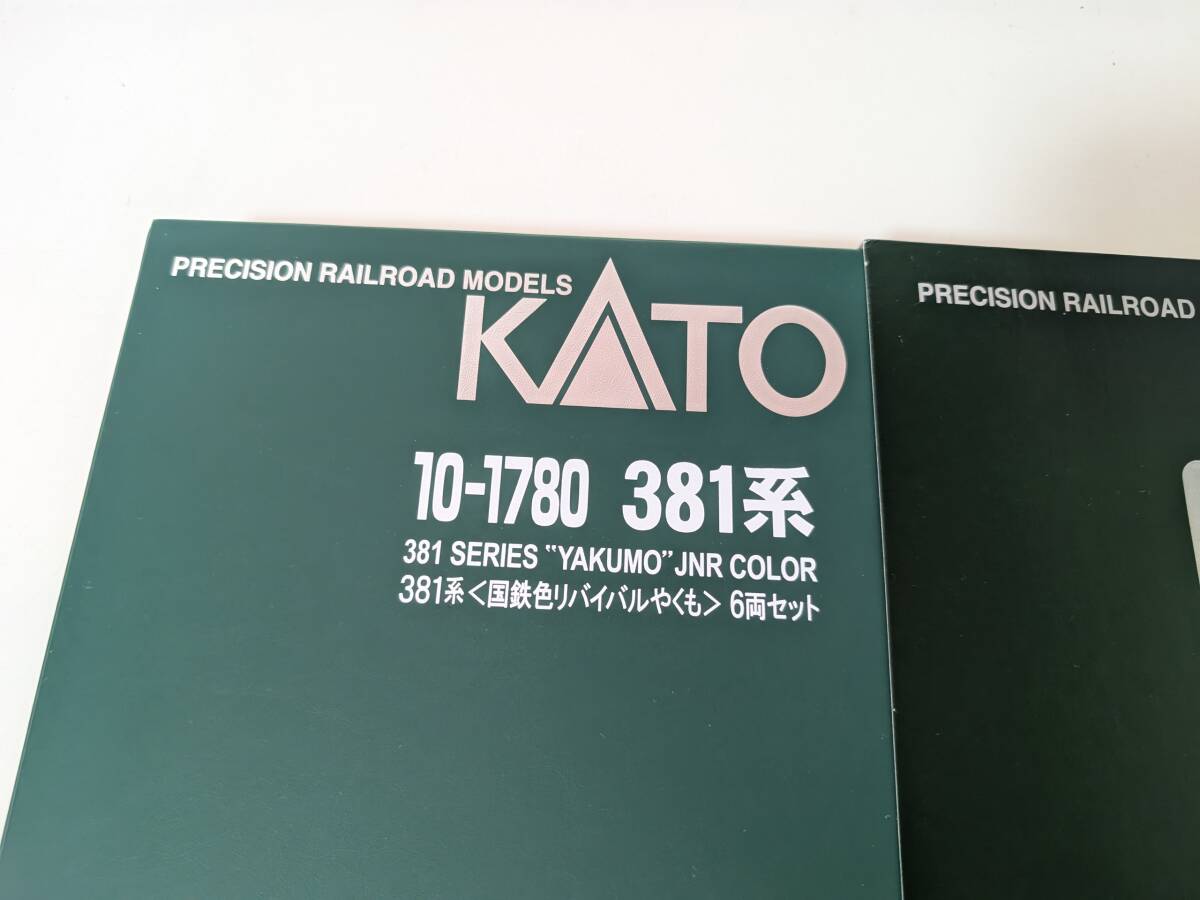 PRECISION RAILROAD MODELS
KATO
10-1780 381系
381 SERIES "YAKUMO" JNR COLOR
381系<国鉄色リバイバルやくも> 6両セット
PRECISION RAILROAD